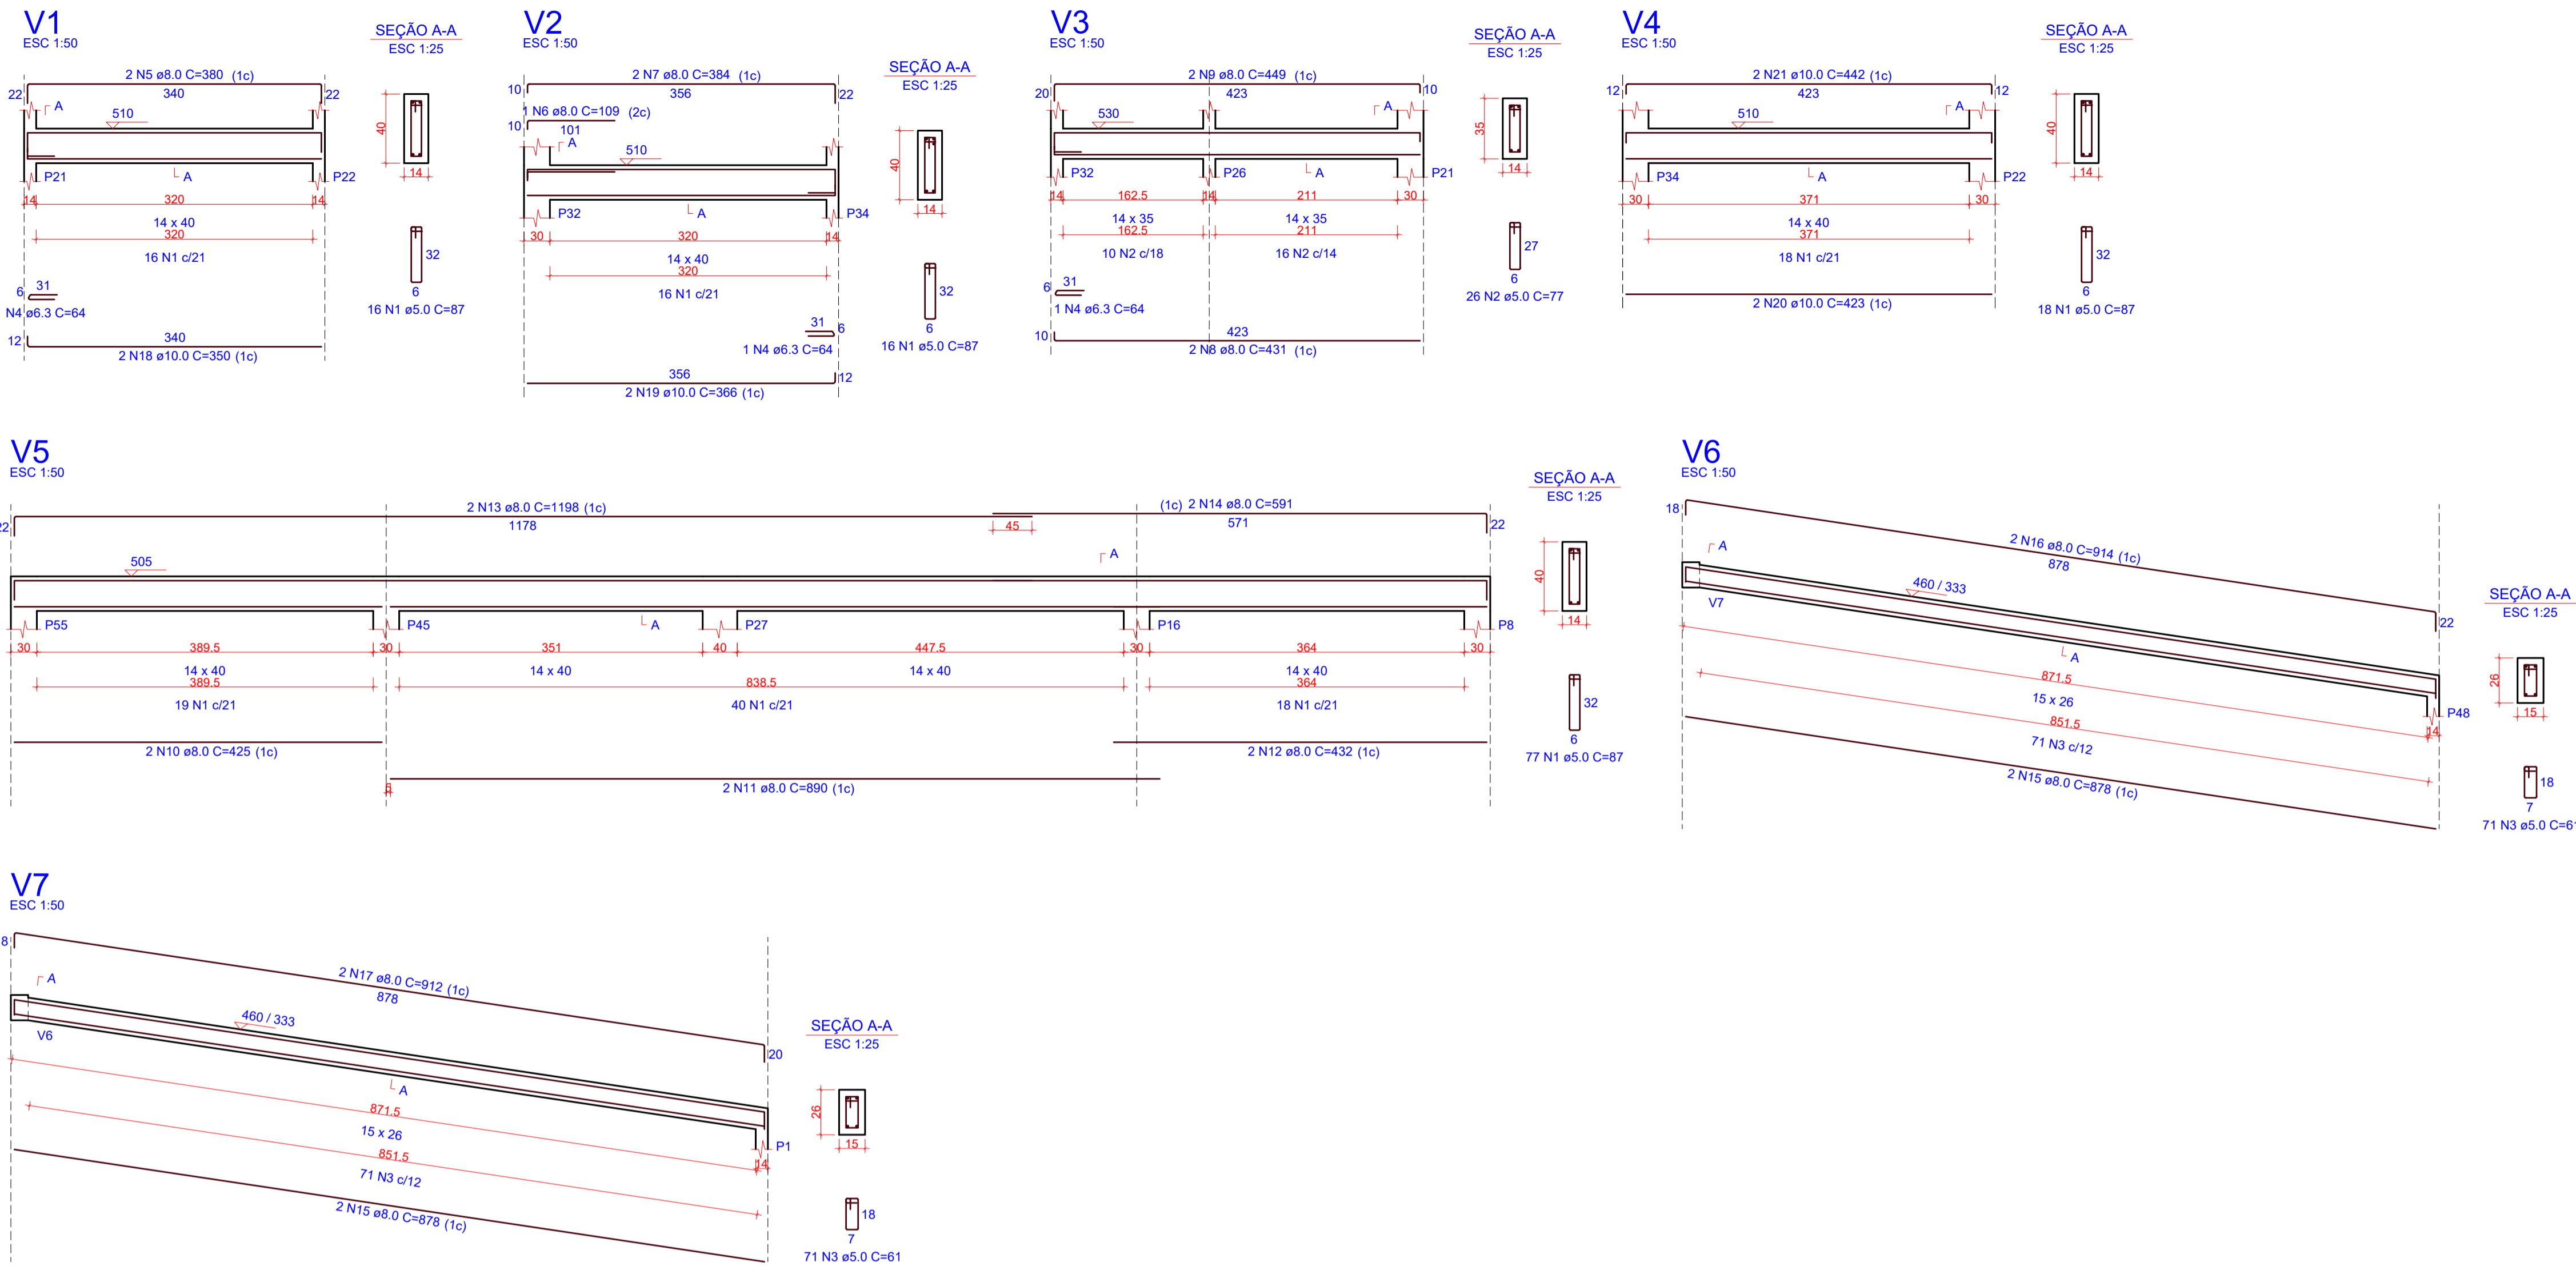 V1
ESC 1:50
SEÇÃO A-A
ESC 1:25
2 N5 ø8.0 C=380 (1c)
22
340
22
A
510
40
P21
A
P22
14
14
320
14
14 x 40
320
16 N1 c/21
32
6
16 N1 ø5.0 C=87
6
31
N4 ø6.3 C=64
12
340
2 N18 ø10.0 C=350 (1c)
V2
ESC 1:50
SEÇÃO A-A
ESC 1:25
2 N7 ø8.0 C=384 (1c)
10
356
22
1 N6 ø8.0 C=109 (2c)
10
101
A
510
40
P32
A
P34
14
30
320
14
14 x 40
320
16 N1 c/21
32
6
16 N1 ø5.0 C=87
31
6
1 N4 ø6.3 C=64
356
12
2 N19 ø10.0 C=366 (1c)
V3
ESC 1:50
SEÇÃO A-A
ESC 1:25
2 N9 ø8.0 C=449 (1c)
20
423
10
A
530
35
P32
P26
A
P21
14
14
162.5
14
211
30
14 x 35
14 x 35
162.5
211
10 N2 c/18
16 N2 c/14
27
6
26 N2 ø5.0 C=77
6
31
1 N4 ø6.3 C=64
10
423
2 N8 ø8.0 C=431 (1c)
V4
ESC 1:50
SEÇÃO A-A
ESC 1:25
2 N21 ø10.0 C=442 (1c)
12
423
12
A
510
40
P34
A
P22
14
30
371
30
14 x 40
371
18 N1 c/21
32
6
18 N1 ø5.0 C=87
2 N20 ø10.0 C=423 (1c)
V5
ESC 1:50
SEÇÃO A-A
ESC 1:25
2 N13 ø8.0 C=1198 (1c)
(1c) 2 N14 ø8.0 C=591
22
1178
45
571
22
A
505
40
P55
P45
A
P27
P16
P8
14
30
389.5
30
351
40
447.5
30
364
30
14 x 40
14 x 40
14 x 40
14 x 40
389.5
838.5
364
19 N1 c/21
40 N1 c/21
18 N1 c/21
32
6
77 N1 ø5.0 C=87
2 N10 ø8.0 C=425 (1c)
2 N12 ø8.0 C=432 (1c)
5
2 N11 ø8.0 C=890 (1c)
V6
ESC 1:50
SEÇÃO A-A
ESC 1:25
18
2 N16 ø8.0 C=914 (1c)
878
22
A
460 / 333
V7
A
26
15
871.5
15 x 26
851.5
P48
14
71 N3 c/12
2 N15 ø8.0 C=878 (1c)
18
7
71 N3 ø5.0 C=61
V7
ESC 1:50
SEÇÃO A-A
ESC 1:25
8
2 N17 ø8.0 C=912 (1c)
878
20
A
460 / 333
V6
A
26
15
871.5
15 x 26
851.5
P1
14
71 N3 c/12
2 N15 ø8.0 C=878 (1c)
18
7
71 N3 ø5.0 C=61